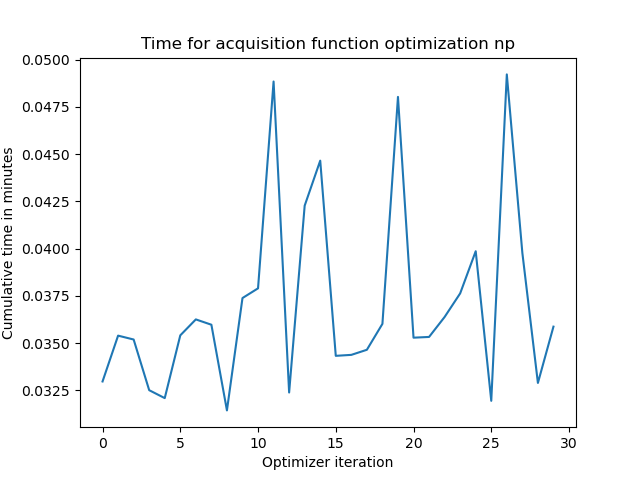 Time for acquisition function optimization np
Cumulative time in minutes
0.0500
0.0475
0.0450
0.0425
0.0400
0.0375
0.0350
0.0325
0 5 10 15 20 25 30
Optimizer iteration